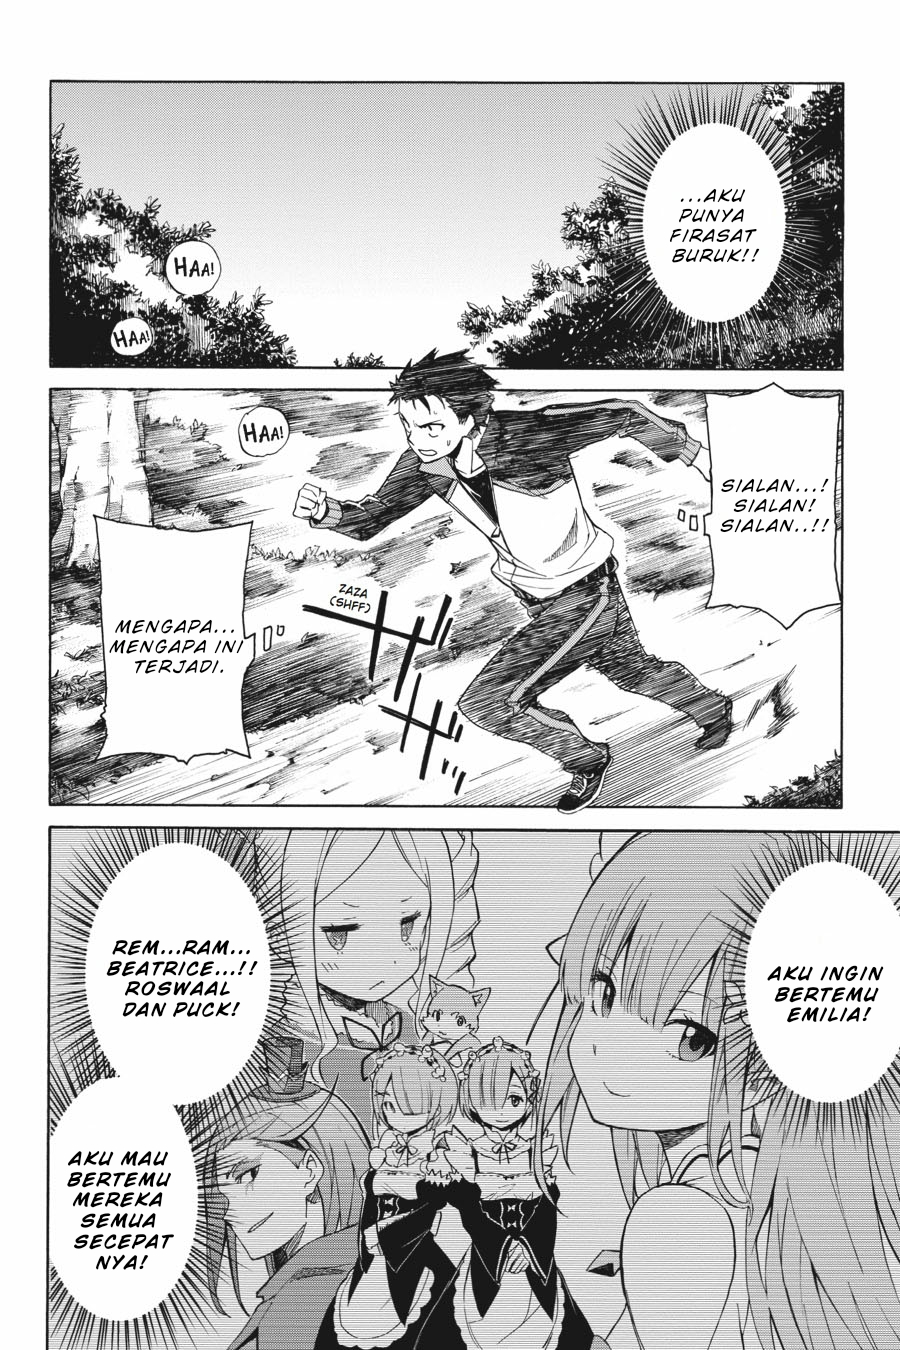 ...AKU
PUNYA
FIRASAT
BURUK!!
HAA!
HAA!
HAA!
SIALAN...!
SIALAN!
SIALAN..!!
ZAZA
(SHFF)
MENGAPA...
MENGAPA INI
TERJADI.
AKU INGIN
BERTEMU
EMILIA!
REM...RAM...
BEATRICE...!!
ROSWAAL
DAN PUCK!
AKU MAU
BERTEMU
MEREKA
SEMUA
SECEPAT
NYA!